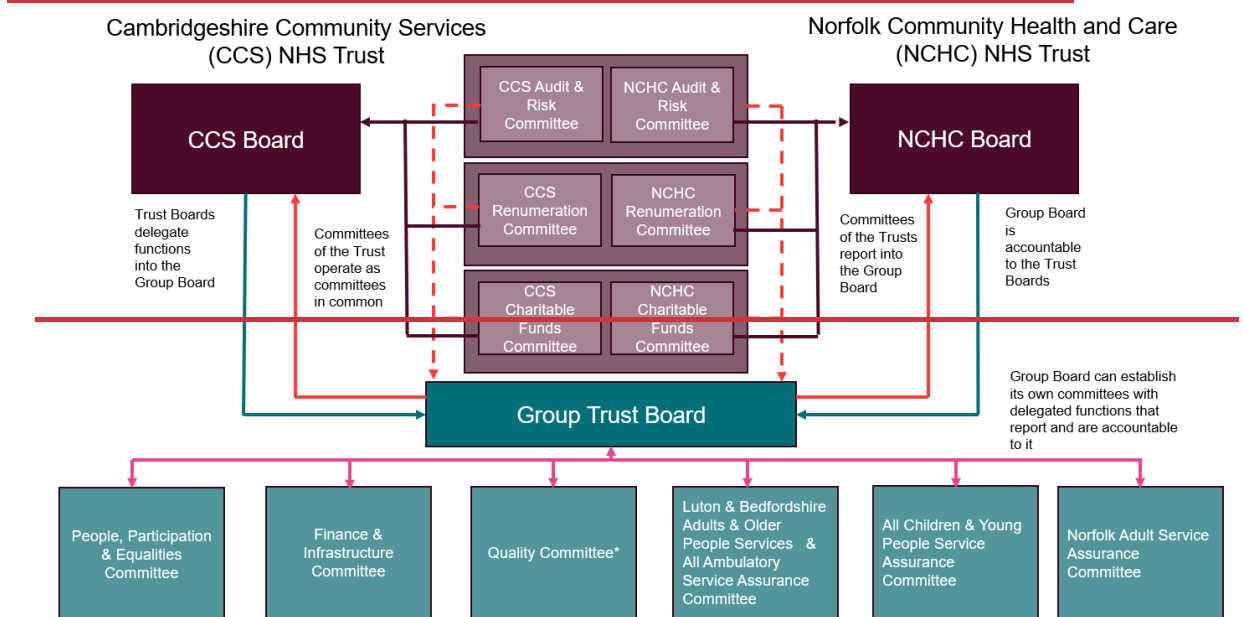 Cambridgeshire Community Services
(CCS) NHS Trust
Norfolk Community Health and Care
(NCHC) NHS Trust
CCS Board
CCS Audit &
Risk
Committee
NCHC Audit &
Risk
Committee
NCHC Board
CCS
Renumeration
Committee
NCHC
Renumeration
Committee
CCS
Charitable
Funds
Committee
NCHC
Charitable
Funds
Committee
Trust Boards
delegate
functions
into the
Group Board
Committees
of the Trust
operate as
committees
in common
Committees
of the Trusts
report into
the Group
Board
Group Board
is
accountable
to the Trust
Boards
Group Trust Board
Group Board can establish
its own committees with
delegated functions that
report and are accountable
to it
People, Participation
& Equalities
Committee
Finance &
Infrastructure
Committee
Quality Committee*
Luton & Bedfordshire
Adults & Older
People Services &
All Ambulatory
Service Assurance
Committee
All Children & Young
People Service
Assurance
Committee
Norfolk Adult Service
Assurance
Committee